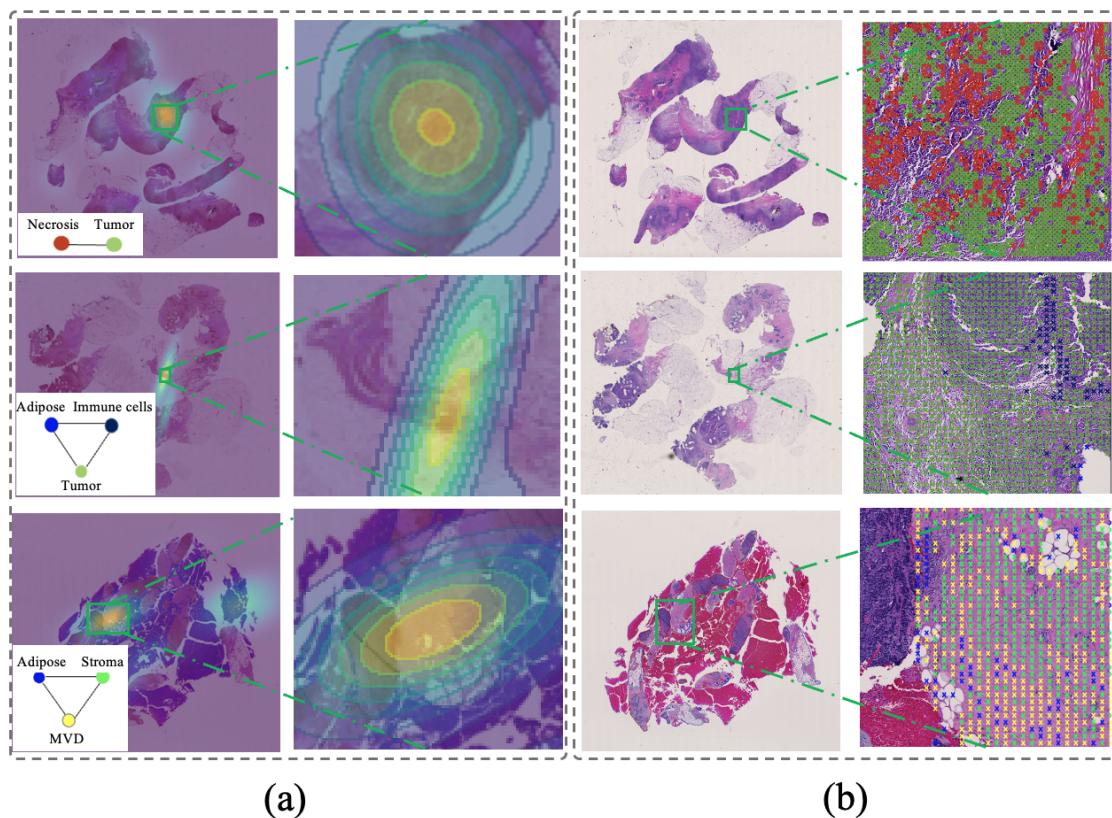 Necrosis Tumor
Adipose Immune cells
Tumor
Adipose Stroma
MVD
(a)
(b)